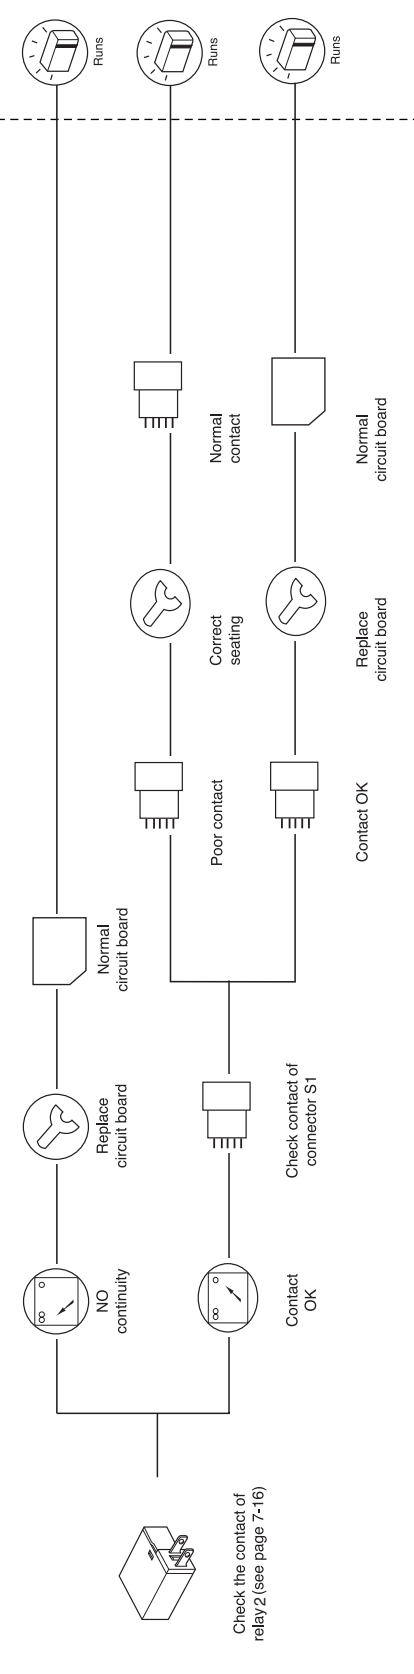 Check the contact of
relay 2 (see page 7-16)
NO
continuity
Replace
circuit board
Normal
circuit board
Runs
Contact
OK
Check contact of
connector S1
Poor contact
Correct
seating
Normal
contact
Runs
Contact OK
Replace
circuit board
Normal
circuit board
Runs